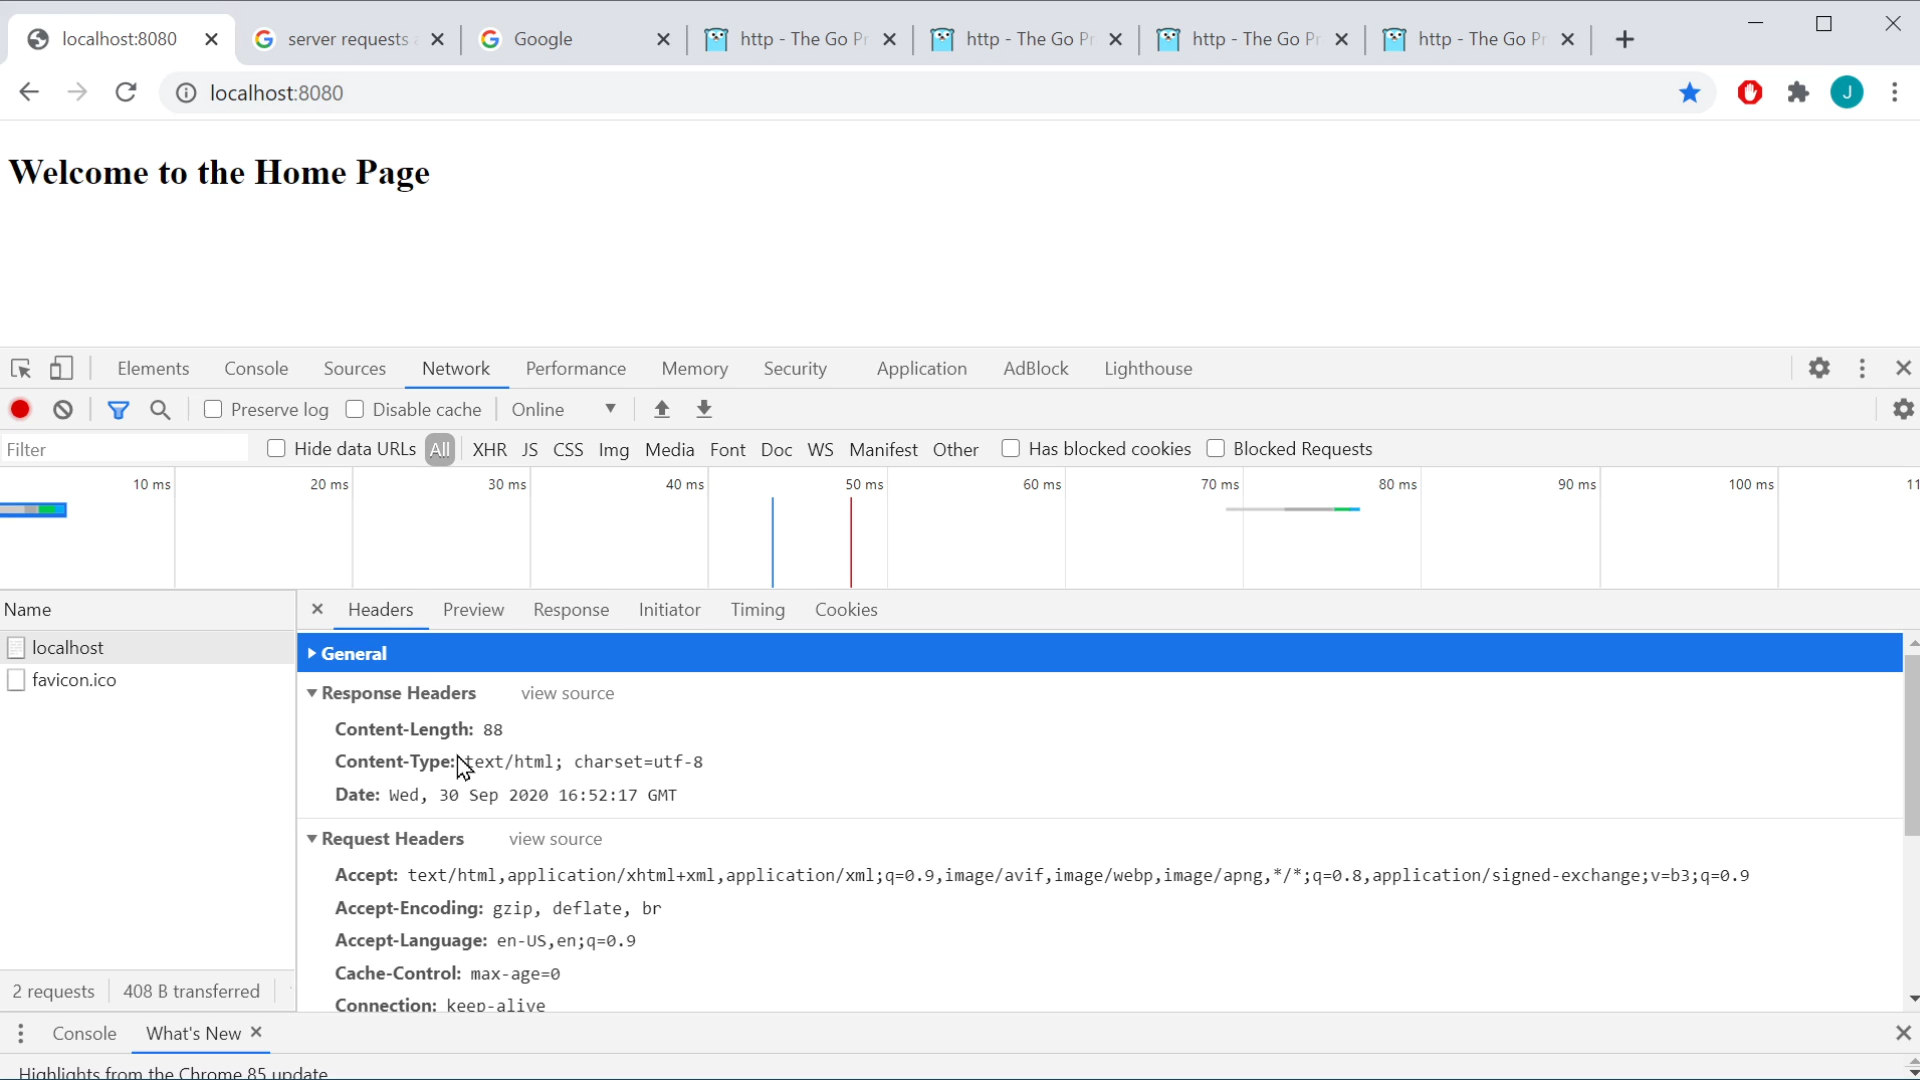 localhost:8080
server requests a
Google
http - The Go Pr
http - The Go Pr
http - The Go Pr
http - The Go Pr
localhost:8080
J
Welcome to the Home Page
Elements Console Sources Network Performance Memory Security Application AdBlock Lighthouse
Preserve log Disable cache Online
Filter Hide data URLs All XHR JS CSS Img Media Font Doc WS Manifest Other Has blocked cookies Blocked Requests
10 ms 20 ms 30 ms 40 ms 50 ms 60 ms 70 ms 80 ms 90 ms 100 ms 11
Name
localhost
favicon.ico
Headers Preview Response Initiator Timing Cookies
General
Response Headers view source
Content-Length: 88
Content-Type: text/html; charset=utf-8
Date: Wed, 30 Sep 2020 16:52:17 GMT
Request Headers view source
Accept: text/html,application/xhtml+xml,application/xml;q=0.9,image/avif,image/webp,image/apng,*/*;q=0.8,application/signed-exchange;v=b3;q=0.9
Accept-Encoding: gzip, deflate, br
Accept-Language: en-US,en;q=0.9
Cache-Control: max-age=0
Connection: keep-alive
2 requests 408 B transferred
Console What's New
Highlights from the Chrome 85 update